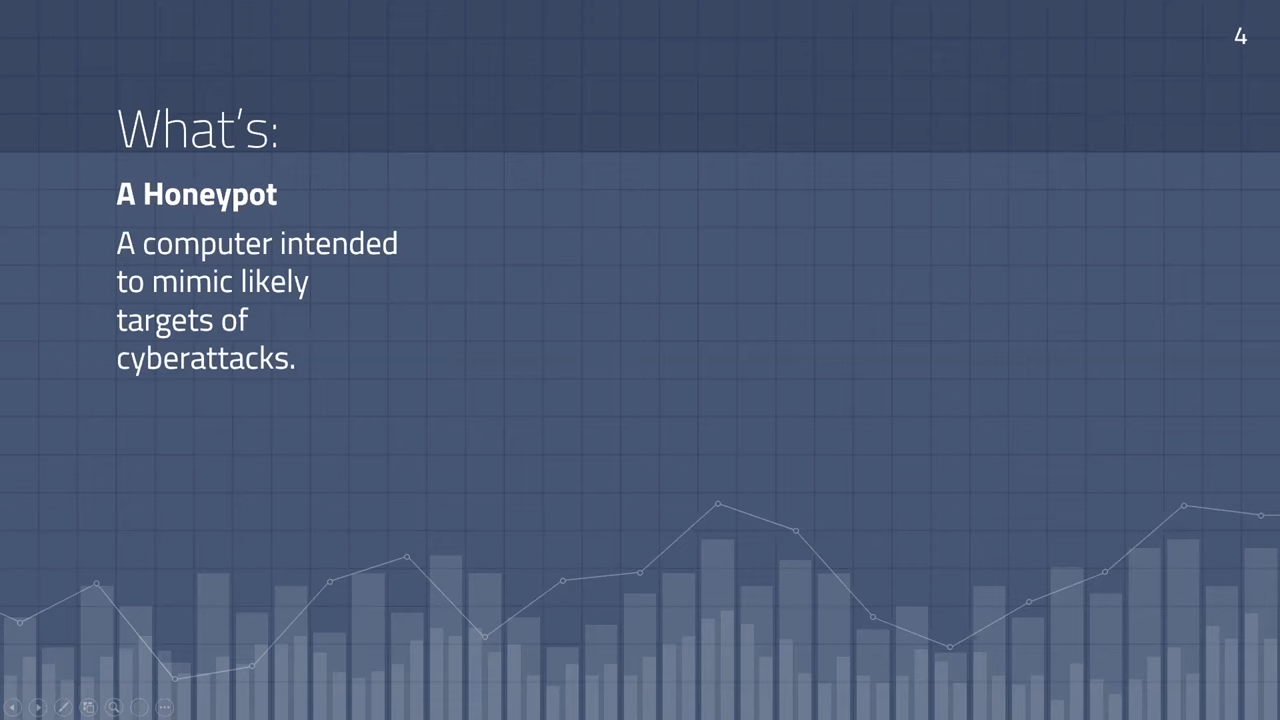 4
What's:
A Honeypot
A computer intended
to mimic likely
targets of
cyberattacks.